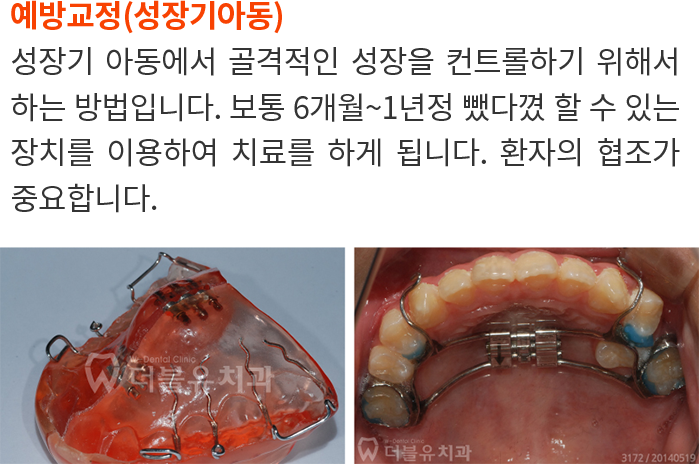 예방교정(성장기아동)
성장기 아동에서 골격적인 성장을 컨트롤하기 위해서
하는 방법입니다. 보통 6개월~1년정 뺐다꼈 할 수 있는
장치를 이용하여 치료를 하게 됩니다. 환자의 협조가
중요합니다.
We Dental Clinic
더블유치과
We Dental Clinic
더블유치과
3172 / 20140519